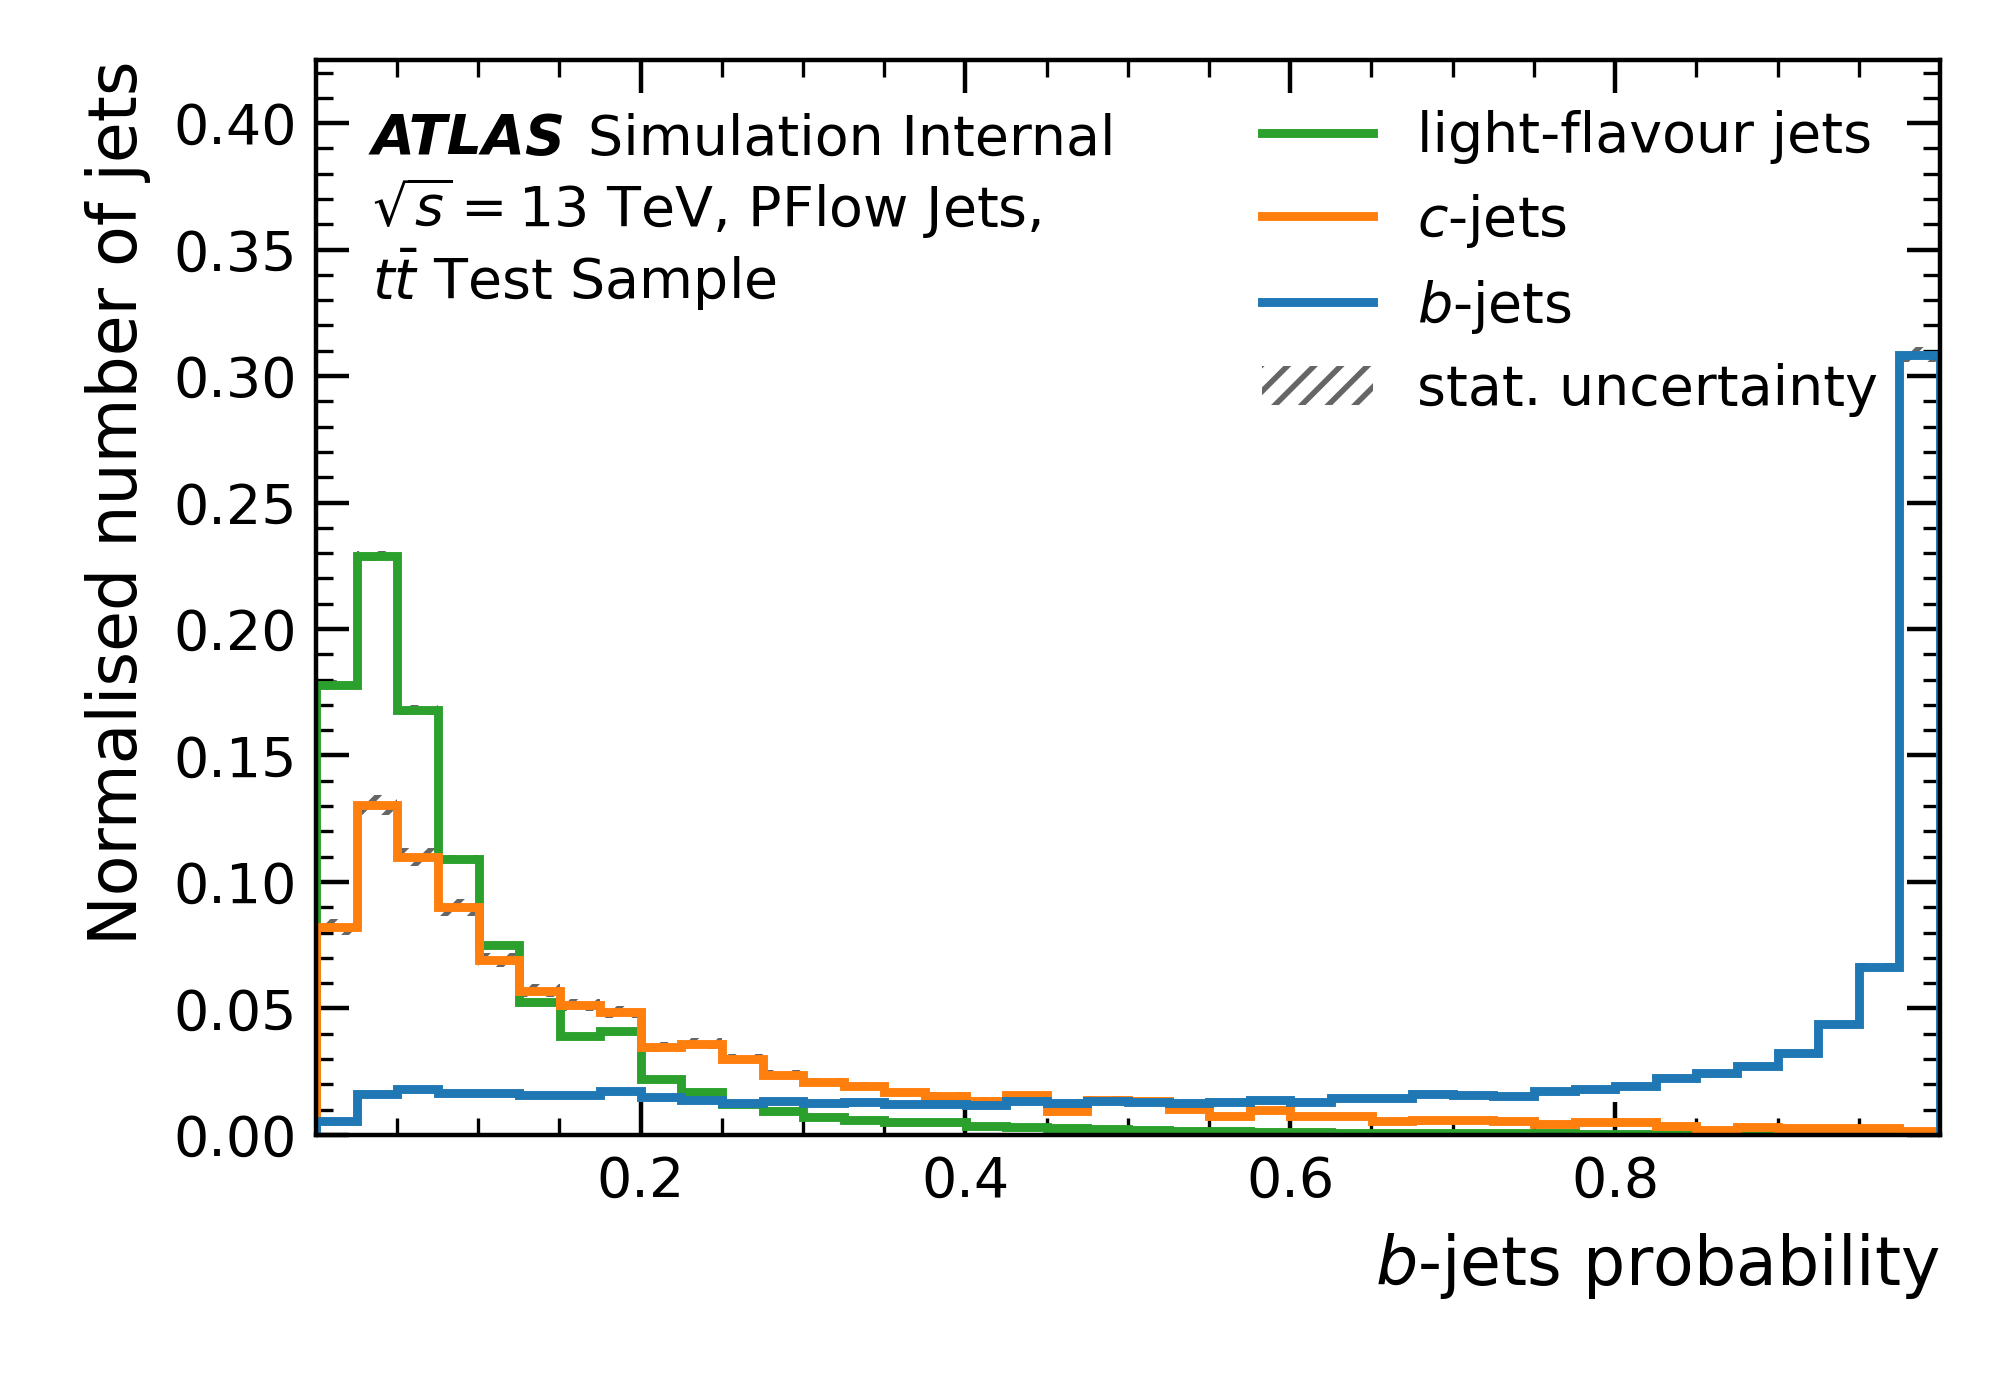 Normalised number of jets
0.40
0.35
0.30
0.25
0.20
0.15
0.10
0.05
0.00
ATLAS Simulation Internal
√s = 13 TeV, PFlow Jets,
tt̄ Test Sample
light-flavour jets
c-jets
b-jets
stat. uncertainty
0.2 0.4 0.6 0.8
b-jets probability